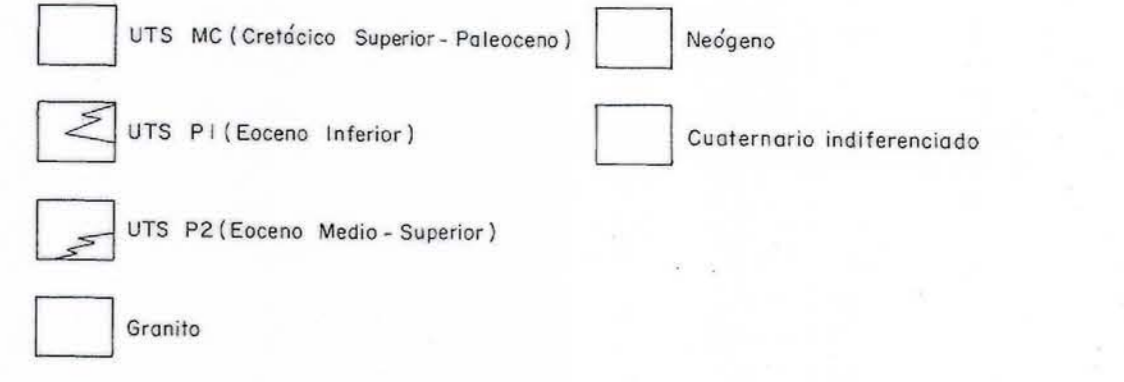 UTS MC (Cretácico Superior - Paleoceno)
UTS P1 (Eoceno Inferior)
UTS P2 (Eoceno Medio - Superior)
Granito
Neógeno
Cuaternario indiferenciado